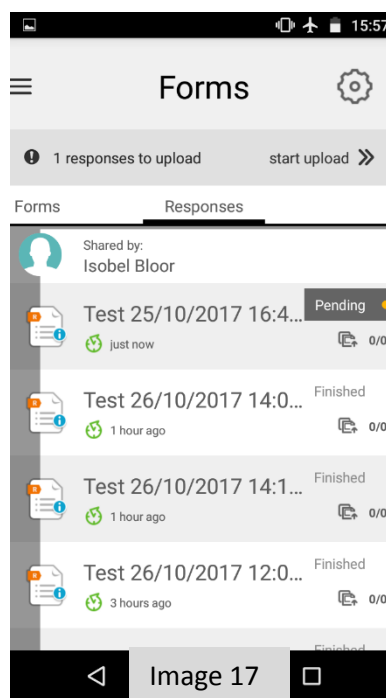 15:57
Forms
1 responses to upload start upload
Forms Responses
Shared by:
Isobel Bloor
Test 25/10/2017 16:4... Pending
just now 0/0
Test 26/10/2017 14:0... Finished
1 hour ago 0/0
Test 26/10/2017 14:1... Finished
1 hour ago 0/0
Test 26/10/2017 12:0... Finished
3 hours ago 0/0
Finished
Image 17